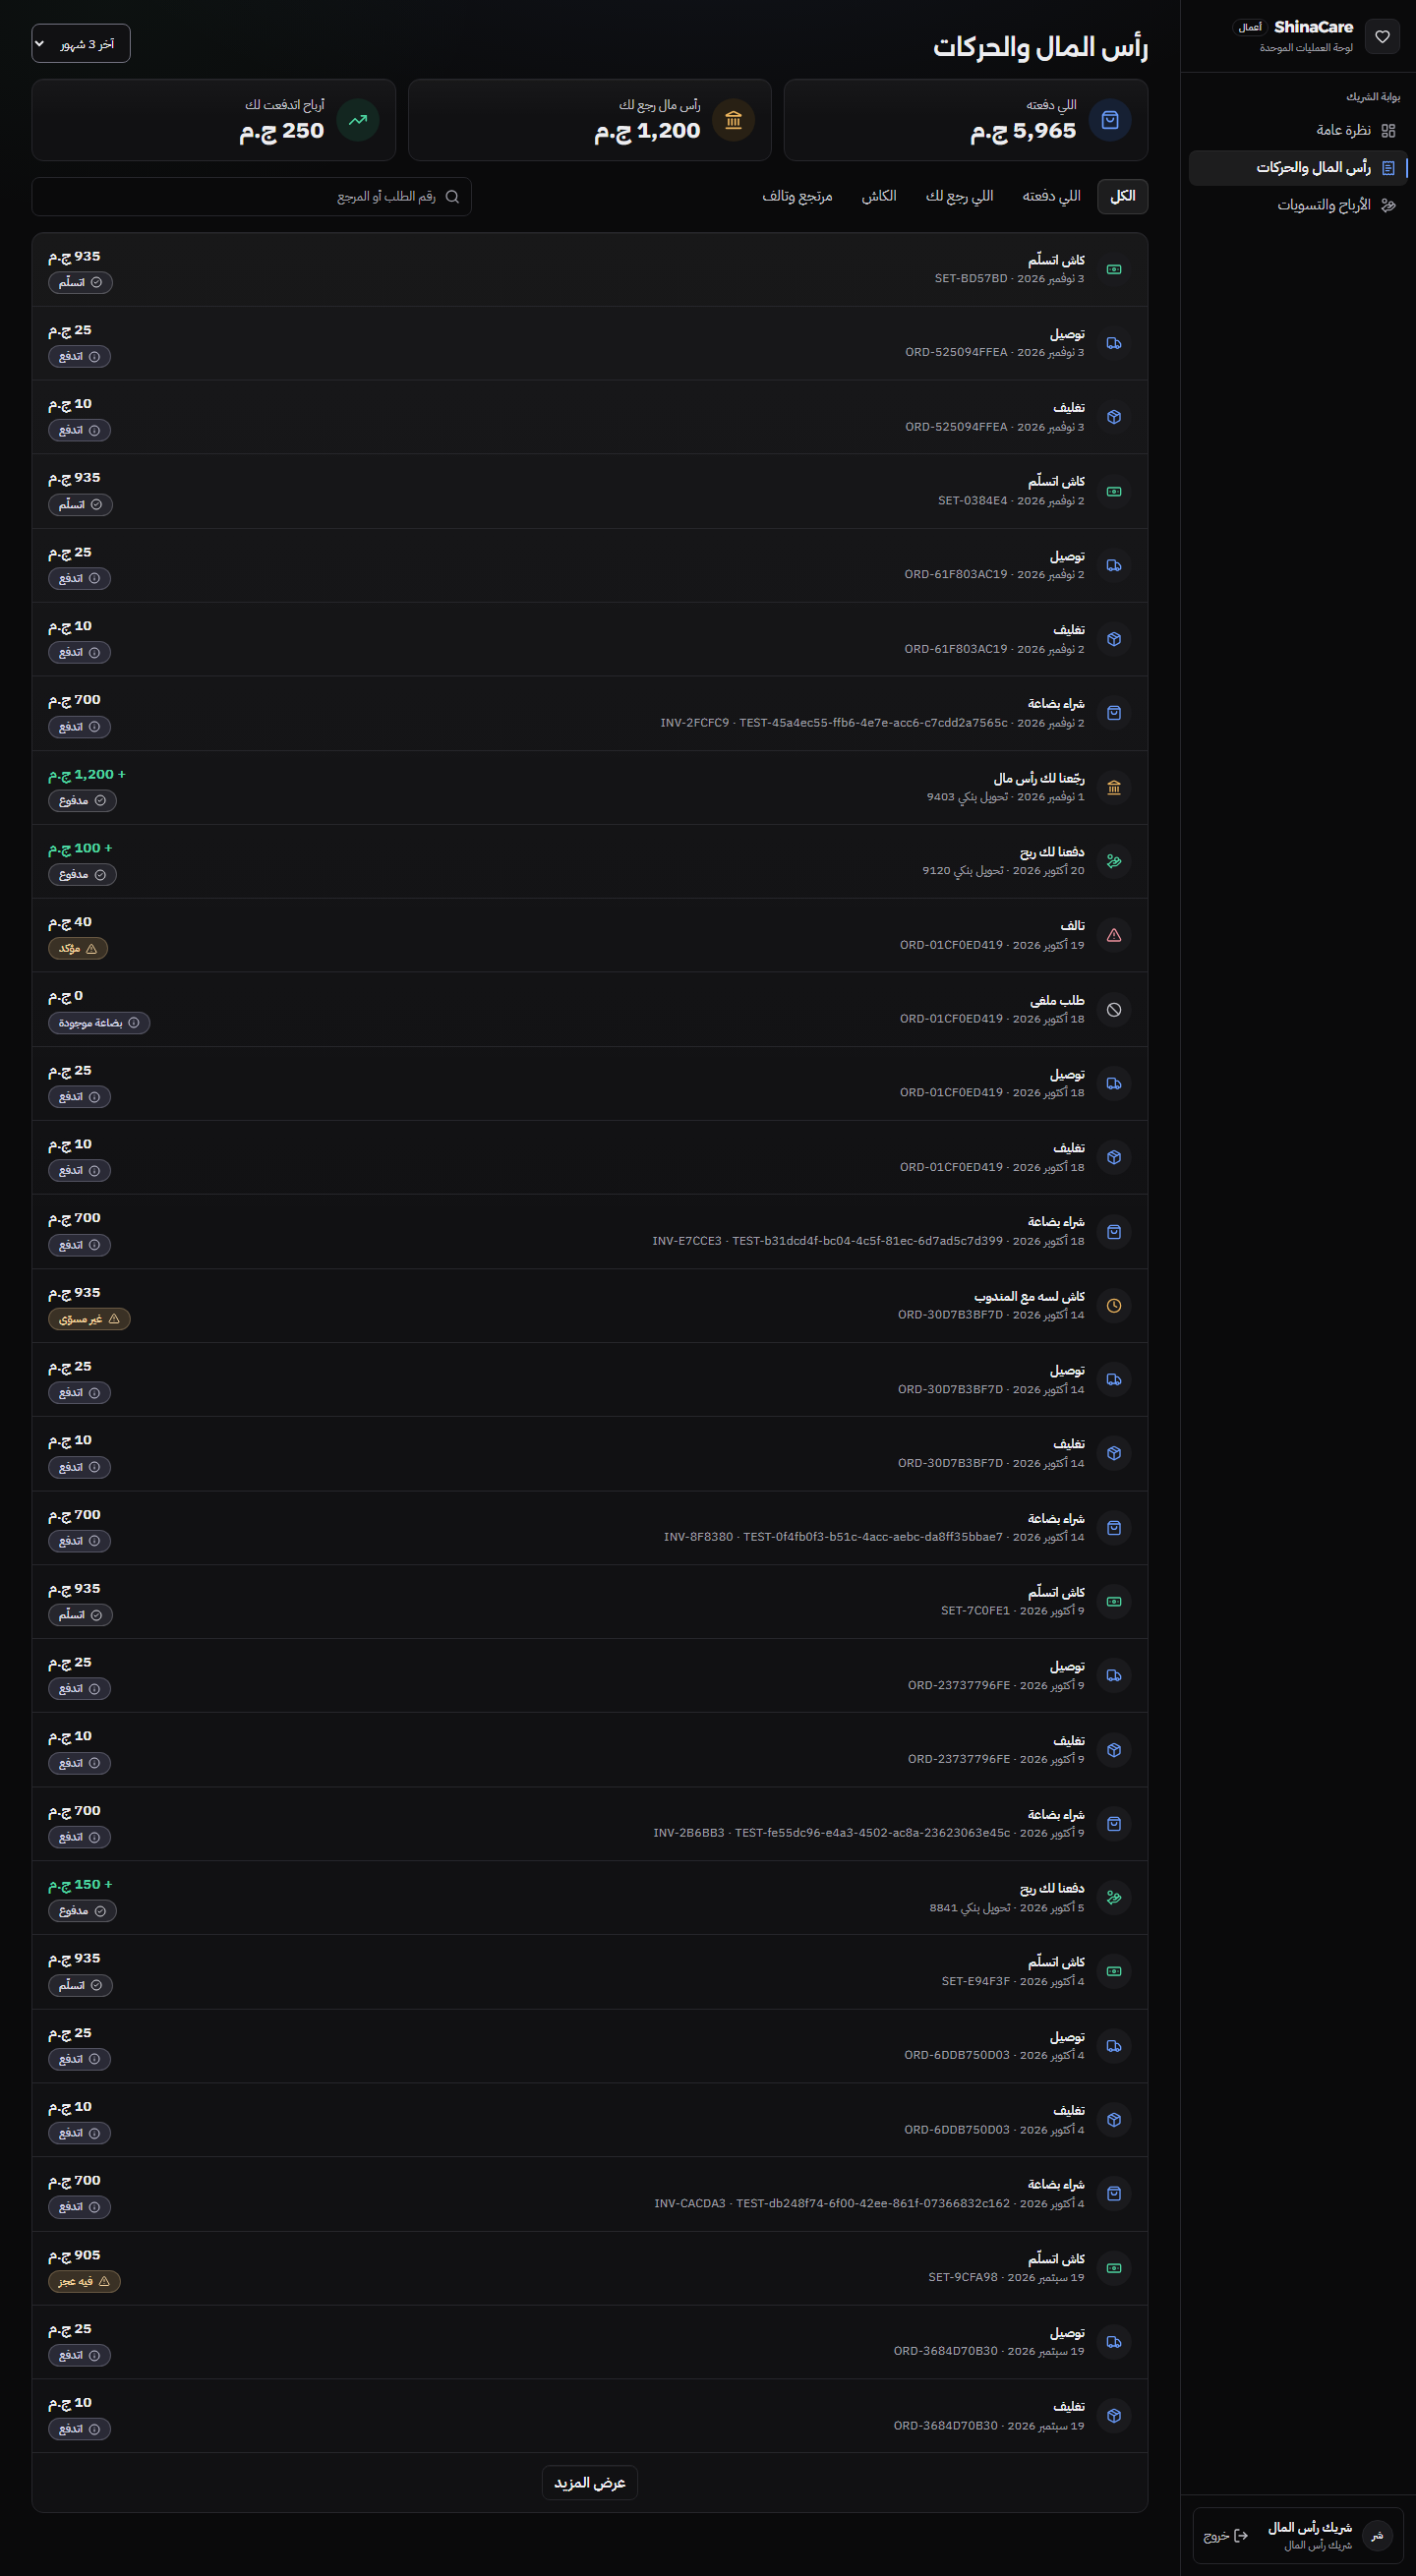 ShinaCare أعمال
لوحة العمليات الموحدة
بوابة الشريك
نظرة عامة
رأس المال والحركات
الأرباح والتسويات
رأس المال والحركات
آخر 3 شهور
اللي دفعته
5,965 ج.م
رأس مال رجع لك
1,200 ج.م
أرباح اتدفعت لك
250 ج.م
الكل
اللي دفعته
اللي رجع لك
الكاش
مرتجع وتالف
رقم الطلب أو المرجع
كاش اتسلّم
3 نوفمبر 2026 · SET-BD57BD
935 ج.م
اتسلّم
توصيل
3 نوفمبر 2026 · ORD-525094FFEA
25 ج.م
اتدفع
تغليف
3 نوفمبر 2026 · ORD-525094FFEA
10 ج.م
اتدفع
كاش اتسلّم
2 نوفمبر 2026 · SET-0384E4
935 ج.م
اتسلّم
توصيل
2 نوفمبر 2026 · ORD-61F803AC19
25 ج.م
اتدفع
تغليف
2 نوفمبر 2026 · ORD-61F803AC19
10 ج.م
اتدفع
شراء بضاعة
2 نوفمبر 2026 · INV-2FCFC9 · TEST-45a4ec55-ffb6-4e7e-acc6-c7cdd2a7565c
700 ج.م
اتدفع
رجّعنا لك رأس مال
1 نوفمبر 2026 · تحويل بنكي 9403
+ 1,200 ج.م
مدفوع
دفعنا لك ربح
20 أكتوبر 2026 · تحويل بنكي 9120
+ 100 ج.م
مدفوع
تالف
19 أكتوبر 2026 · ORD-01CF0ED419
40 ج.م
مؤكد
طلب ملغى
18 أكتوبر 2026 · ORD-01CF0ED419
0 ج.م
بضاعة موجودة
توصيل
18 أكتوبر 2026 · ORD-01CF0ED419
25 ج.م
اتدفع
تغليف
18 أكتوبر 2026 · ORD-01CF0ED419
10 ج.م
اتدفع
شراء بضاعة
18 أكتوبر 2026 · INV-E7CCE3 · TEST-b31dcd4f-bc04-4c5f-81ec-6d7ad5c7d399
700 ج.م
اتدفع
كاش لسه مع المندوب
14 أكتوبر 2026 · ORD-30D7B3BF7D
935 ج.م
غير مسوّى
توصيل
14 أكتوبر 2026 · ORD-30D7B3BF7D
25 ج.م
اتدفع
تغليف
14 أكتوبر 2026 · ORD-30D7B3BF7D
10 ج.م
اتدفع
شراء بضاعة
14 أكتوبر 2026 · INV-8F8380 · TEST-0f4fb0f3-b51c-4acc-aebc-da8ff35bbae7
700 ج.م
اتدفع
كاش اتسلّم
9 أكتوبر 2026 · SET-7C0FE1
935 ج.م
اتسلّم
توصيل
9 أكتوبر 2026 · ORD-23737796FE
25 ج.م
اتدفع
تغليف
9 أكتوبر 2026 · ORD-23737796FE
10 ج.م
اتدفع
شراء بضاعة
9 أكتوبر 2026 · INV-2B6BB3 · TEST-fe55dc96-e4a3-4502-ac8a-23623063e45c
700 ج.م
اتدفع
دفعنا لك ربح
5 أكتوبر 2026 · تحويل بنكي 8841
+ 150 ج.م
مدفوع
كاش اتسلّم
4 أكتوبر 2026 · SET-E94F3F
935 ج.م
اتسلّم
توصيل
4 أكتوبر 2026 · ORD-6DDB750D03
25 ج.م
اتدفع
تغليف
4 أكتوبر 2026 · ORD-6DDB750D03
10 ج.م
اتدفع
شراء بضاعة
4 أكتوبر 2026 · INV-CACDA3 · TEST-db248f74-6f00-42ee-861f-07366832c162
700 ج.م
اتدفع
كاش اتسلّم
19 سبتمبر 2026 · SET-9CFA98
905 ج.م
فيه عجز
توصيل
19 سبتمبر 2026 · ORD-3684D70B30
25 ج.م
اتدفع
تغليف
19 سبتمبر 2026 · ORD-3684D70B30
10 ج.م
اتدفع
عرض المزيد
شر
شريك رأس المال
شريك رأس المال
خروج